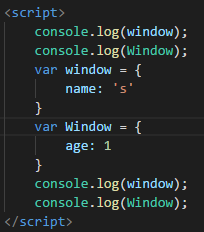 <script>
    console.log(window);
    console.log(Window);
    var window = {
        name: 's'
    }
    var Window = {
        age: 1
    }
    console.log(window);
    console.log(Window);
</script>